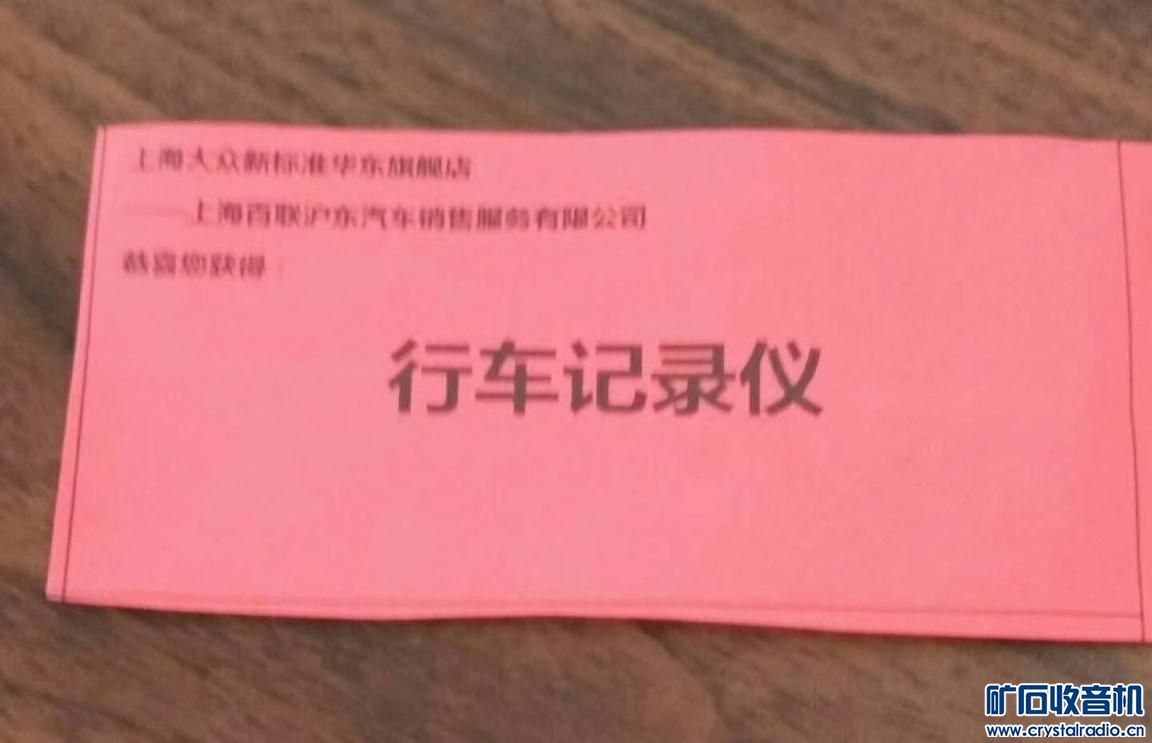 上海大众新标准华东旗舰店
——上海百联沪东汽车销售服务有限公司
恭喜您获得：
行车记录仪
矿石收音机
www.crystalradio.cn